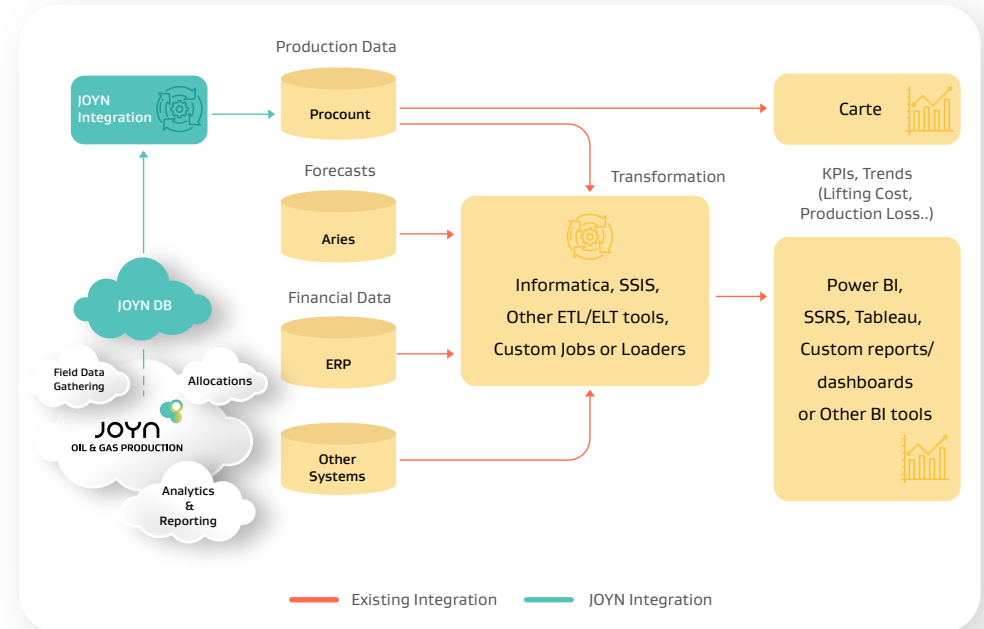 Production Data
JOYN
Integration
Procount
Carte
Forecasts
Transformation
KPIs, Trends
(Lifting Cost,
Production Loss..)
Aries
JOYN DB
Financial Data
Informatica, SSIS,
Other ETL/ELT tools,
Custom Jobs or Loaders
Power BI,
SSRS, Tableau,
Custom reports/
dashboards
or Other BI tools
ERP
Field Data
Gathering
Allocations
JOYN
OIL & GAS PRODUCTION
Other
Systems
Analytics
&
Reporting
Existing Integration
JOYN Integration